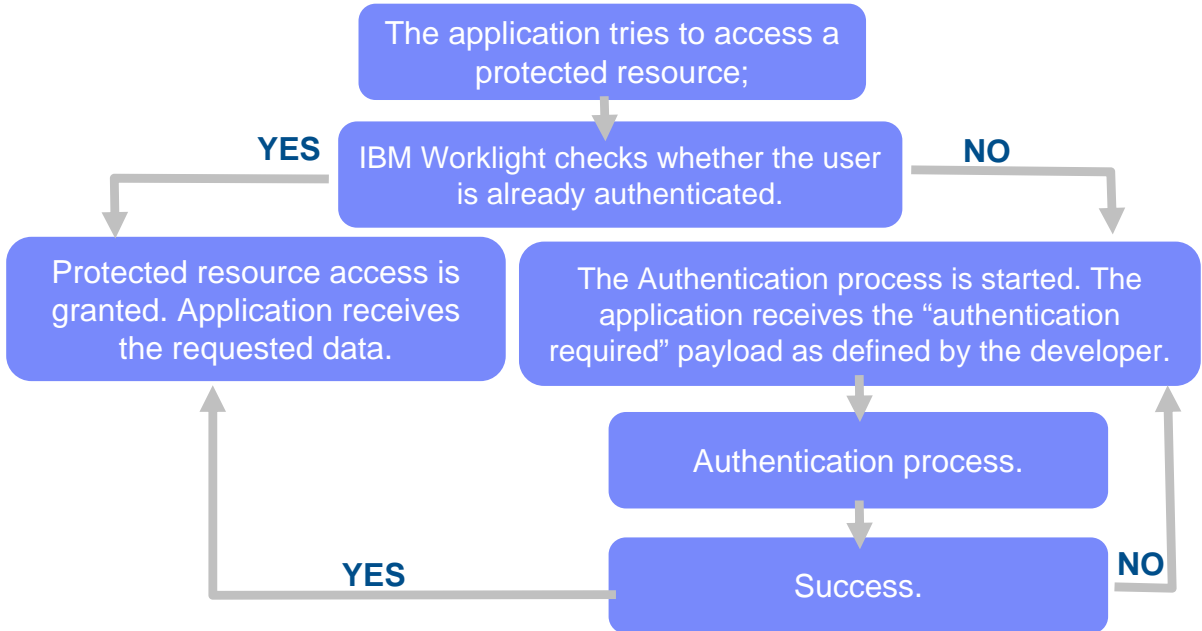 The application tries to access a
protected resource;
YES
IBM Worklight checks whether the user
is already authenticated.
NO
Protected resource access is
granted. Application receives
the requested data.
The Authentication process is started. The
application receives the “authentication
required” payload as defined by the developer.
Authentication process.
YES
Success.
NO